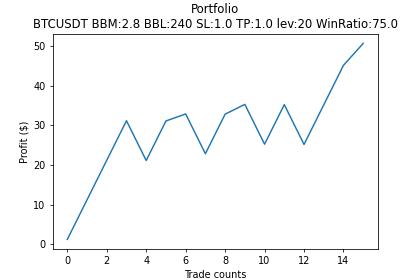 Portfolio
BTCUSDT BBM:2.8 BBL:240 SL:1.0 TP:1.0 lev:20 WinRatio:75.0
50
40
30
20
10
0
Profit ($)
0 2 4 6 8 10 12 14
Trade counts